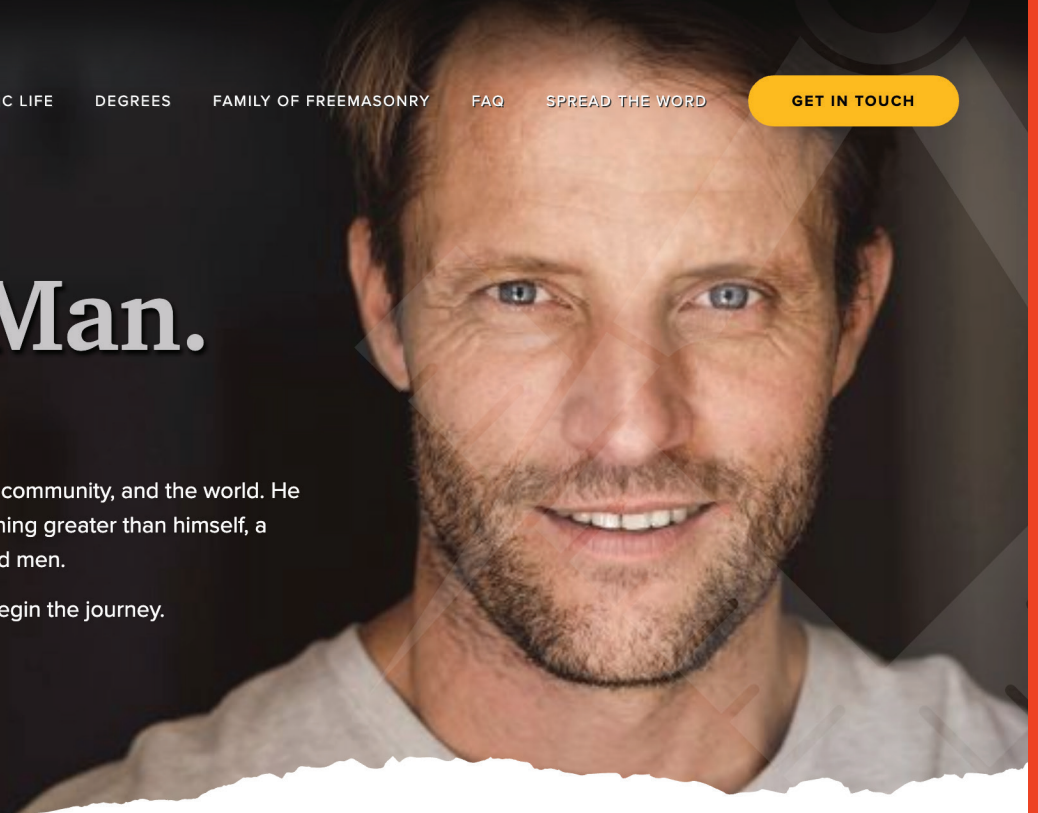 C LIFE DEGREES FAMILY OF FREEMASONRY FAQ SPREAD THE WORD GET IN TOUCH
Man.
community, and the world. He
ning greater than himself, a
d men.
egin the journey.